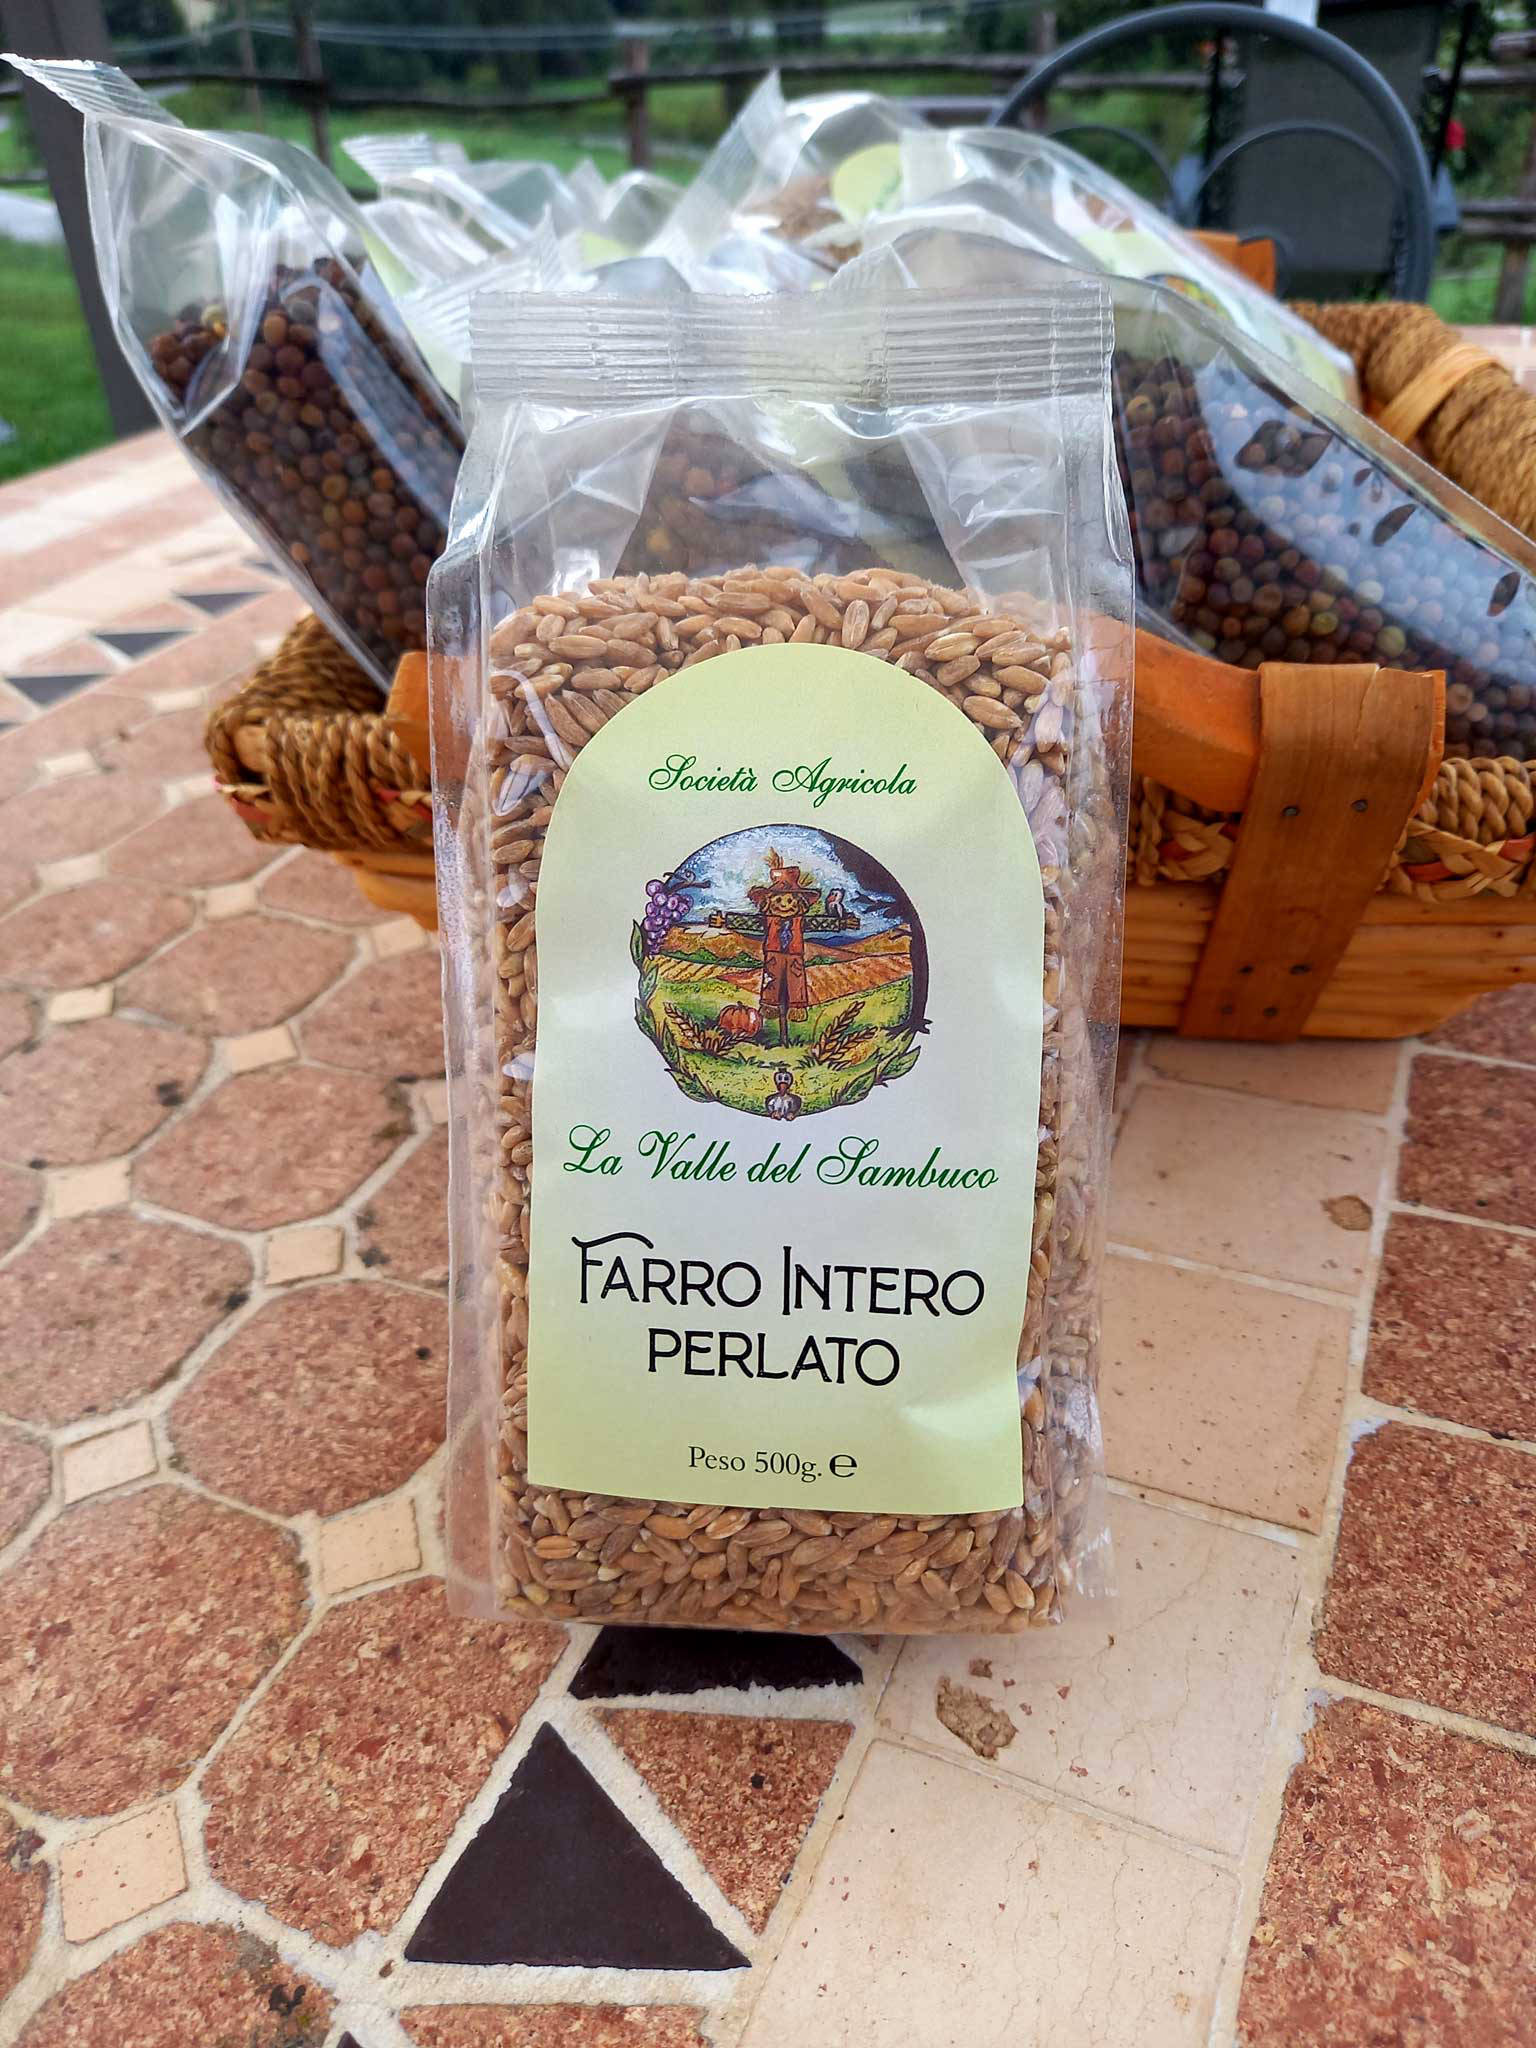 Società Agricola
La Valle del Sambuco
FARRO INTERO
PERLATO
Peso 500g. ℮